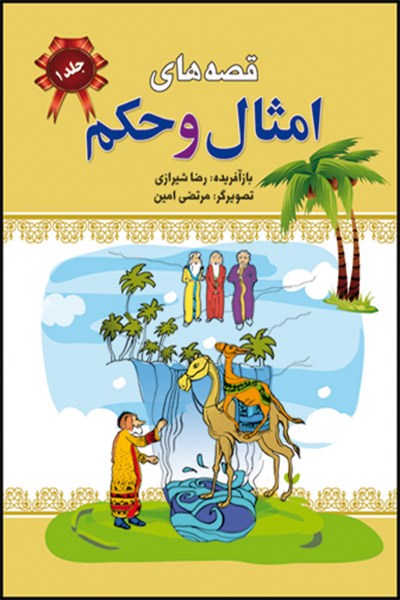 جلد ۱
قصه های
امثال و حکم
بازآفریده: رضا شیرازی
تصویرگر: مرتضی امین